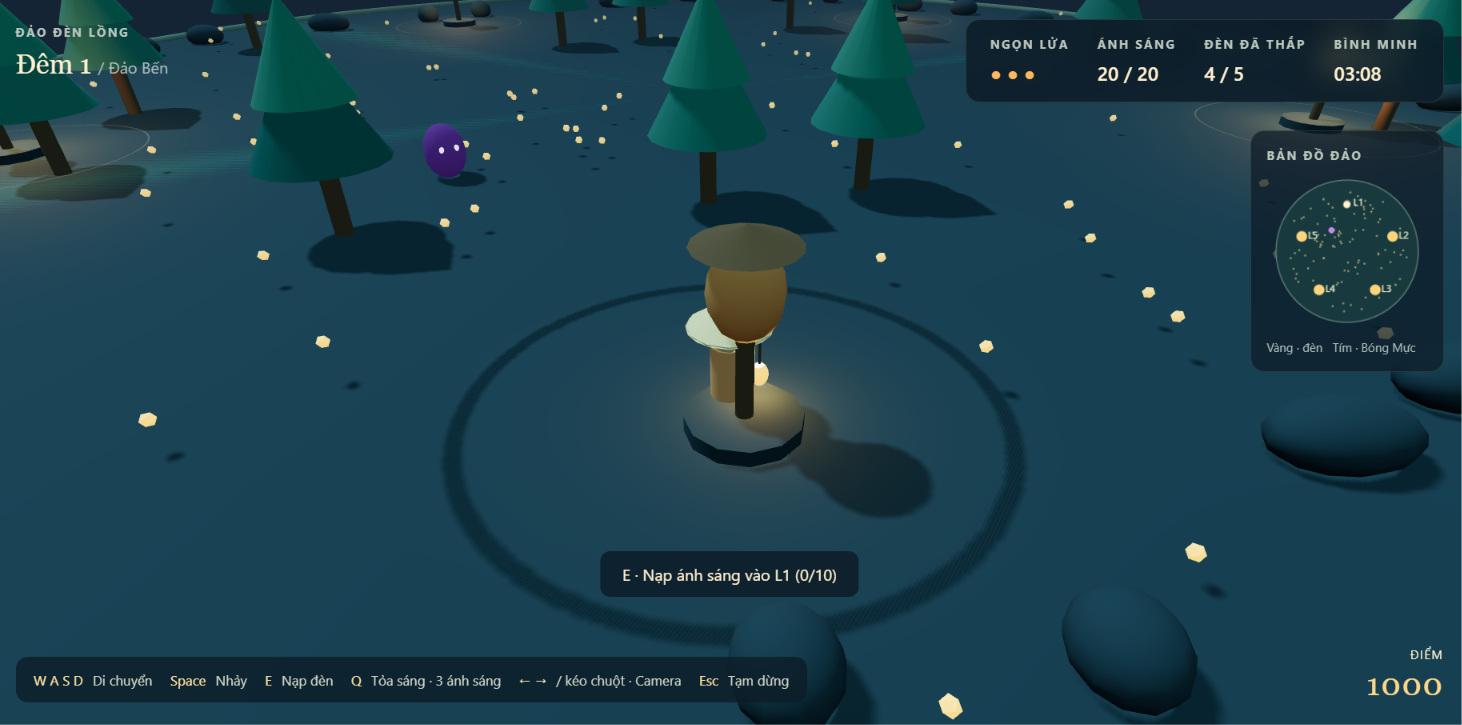 ĐẢO ĐÈN LỒNG
Đêm 1 / Đảo Bến
NGỌN LỬA ÁNH SÁNG ĐÈN ĐÃ THẮP BÌNH MINH
20 / 20 4 / 5 03:08
BẢN ĐỒ ĐẢO
L1
L5 L2
L4 L3
Vàng · đèn Tím · Bóng Mực
E · Nạp ánh sáng vào L1 (0/10)
W A S D Di chuyển Space Nhảy E Nạp đèn Q Tỏa sáng · 3 ánh sáng ←→ / kéo chuột · Camera Esc Tạm dừng
ĐIỂM
1000